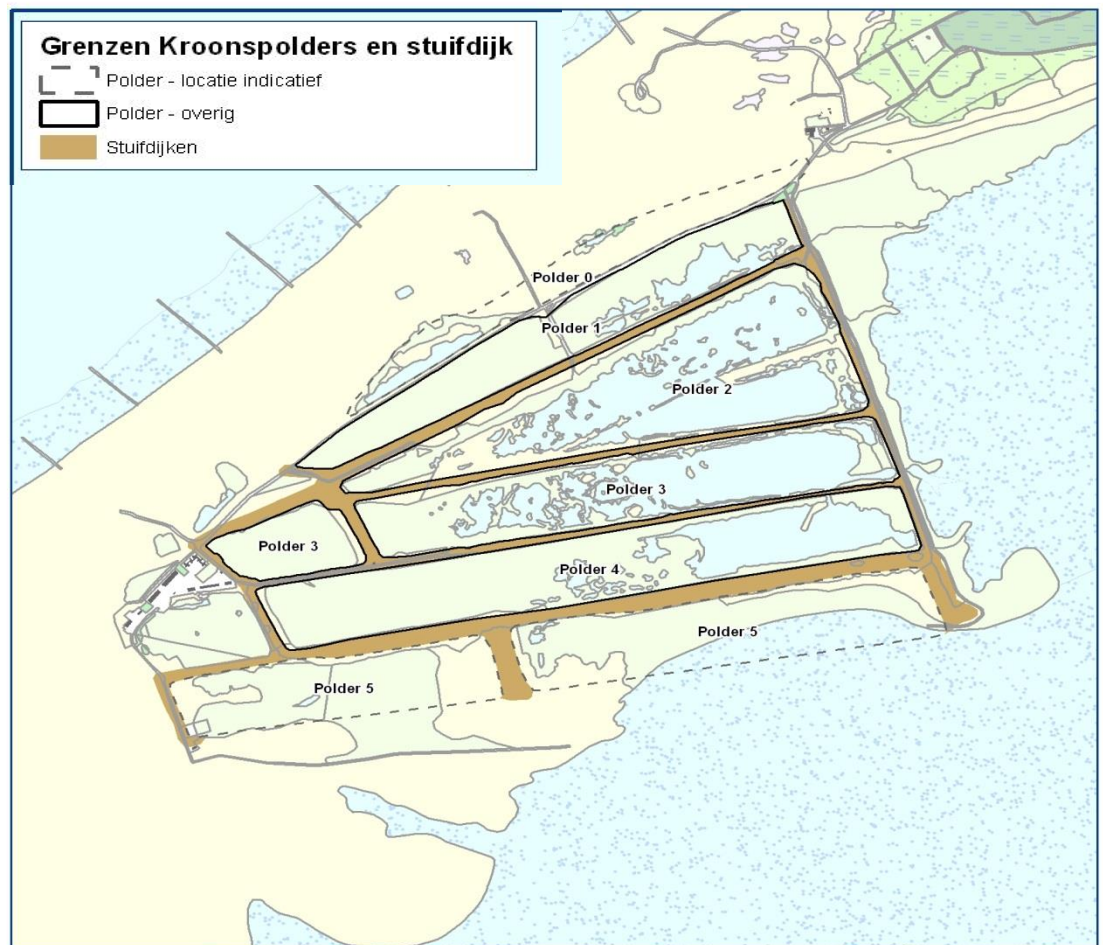 Grenzen Kroonspolders en stuifdijk
Polder - locatie indicatief
Polder - overig
Stuifdijken
Polder 0
Polder 1
Polder 2
Polder 3
Polder 3
Polder 4
Polder 5
Polder 5